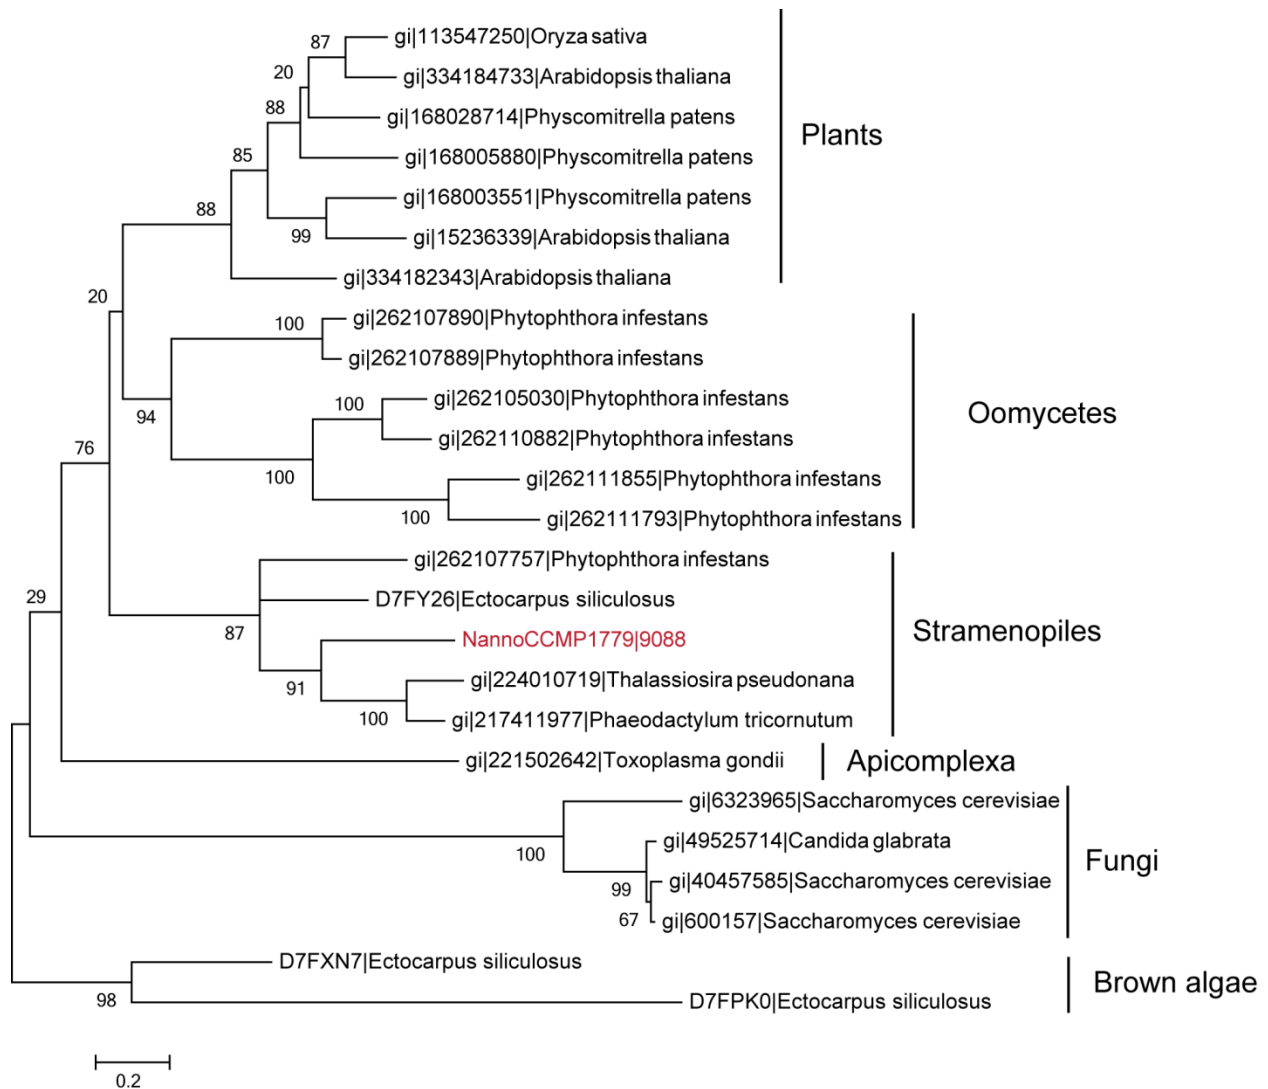 87
gi|113547250|Oryza sativa
20
gi|334184733|Arabidopsis thaliana
88
gi|168028714|Physcomitrella patens
Plants
85
gi|168005880|Physcomitrella patens
88
gi|168003551|Physcomitrella patens
99
gi|15236339|Arabidopsis thaliana
gi|334182343|Arabidopsis thaliana
20
100
gi|262107890|Phytophthora infestans
gi|262107889|Phytophthora infestans
94
100
gi|262105030|Phytophthora infestans
Oomycetes
76
gi|262110882|Phytophthora infestans
100
gi|262111855|Phytophthora infestans
100
gi|262111793|Phytophthora infestans
gi|262107757|Phytophthora infestans
29
D7FY26|Ectocarpus siliculosus
87
NannoCCMP1779|9088
Stramenopiles
91
gi|224010719|Thalassiosira pseudonana
100
gi|217411977|Phaeodactylum tricornutum
gi|221502642|Toxoplasma gondii
Apicomplexa
gi|6323965|Saccharomyces cerevisiae
100
gi|49525714|Candida glabrata
Fungi
99
gi|40457585|Saccharomyces cerevisiae
67
gi|600157|Saccharomyces cerevisiae
D7FXN7|Ectocarpus siliculosus
Brown algae
98
D7FPK0|Ectocarpus siliculosus
0.2